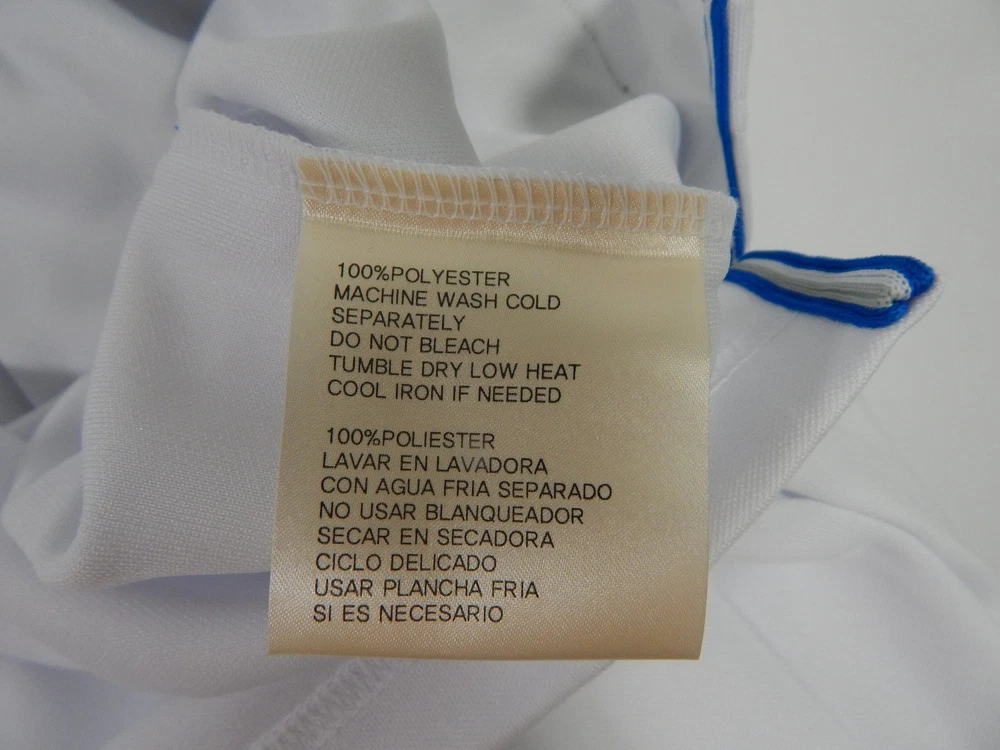 100%POLYESTER
MACHINE WASH COLD
SEPARATELY
DO NOT BLEACH
TUMBLE DRY LOW HEAT
COOL IRON IF NEEDED
100%POLIESTER
LAVAR EN LAVADORA
CON AGUA FRIA SEPARADO
NO USAR BLANQUEADOR
SECAR EN SECADORA
CICLO DELICADO
USAR PLANCHA FRIA
SI ES NECESARIO